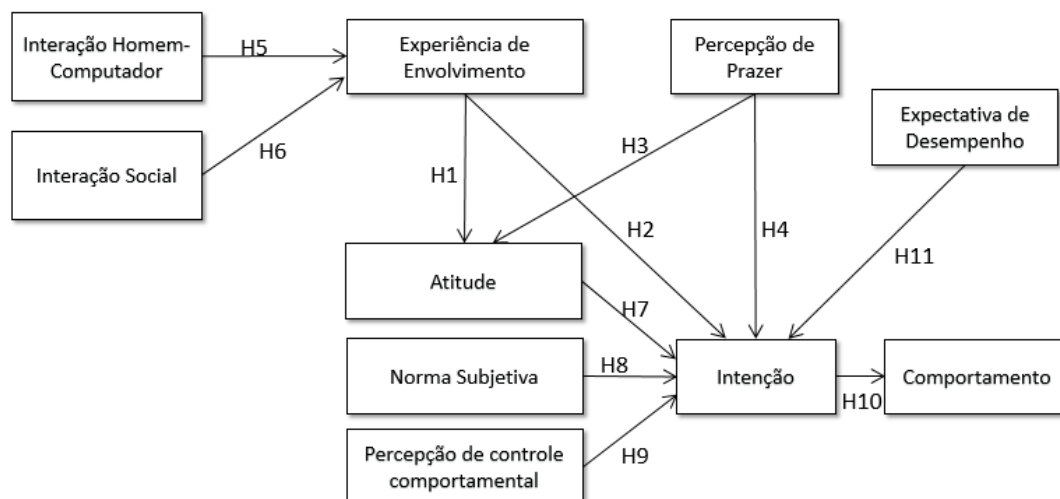 Interação Homem-
Computador
H5
Experiência de
Envolvimento
Percepção de
Prazer
Expectativa de
Desempenho
Interação Social
H6
H1
H3
H2
H4
H11
Atitude
H7
Norma Subjetiva
H8
Intenção
H10
Comportamento
Percepção de controle
comportamental
H9